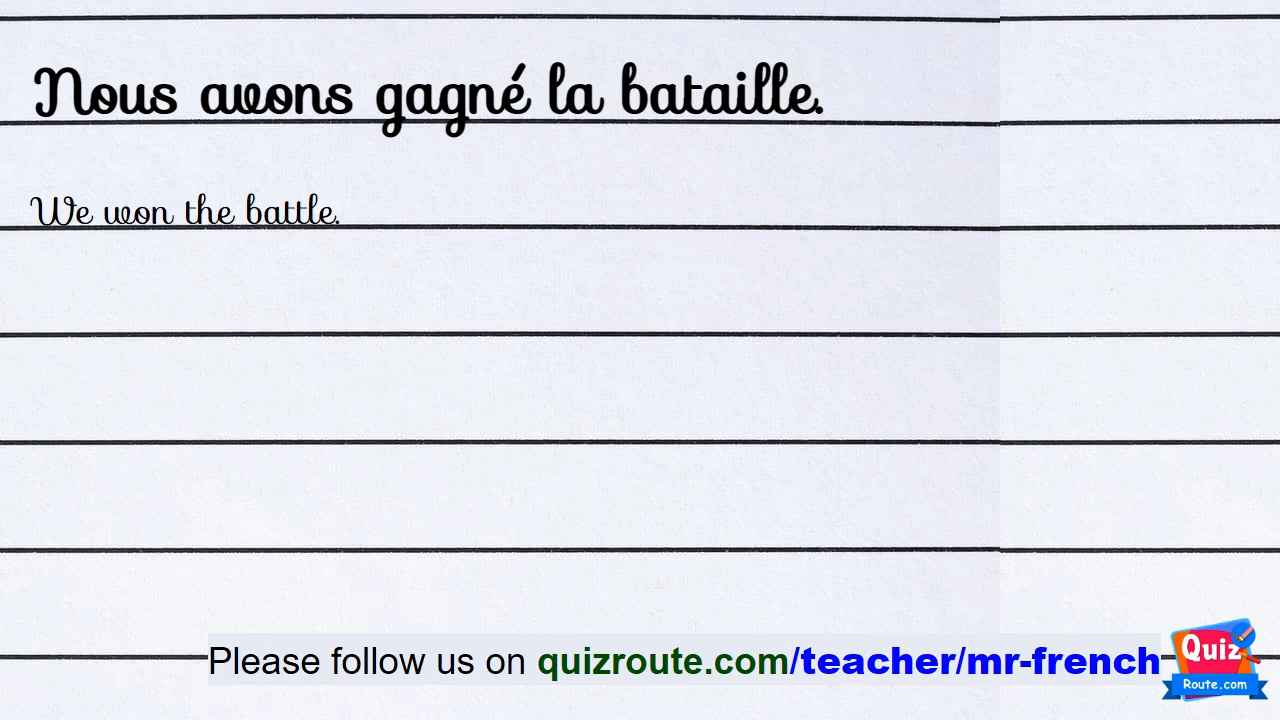 Nous avons gagné la bataille.
We won the battle.
Please follow us on quizroute.com/teacher/mr-french
Quiz
Route.com